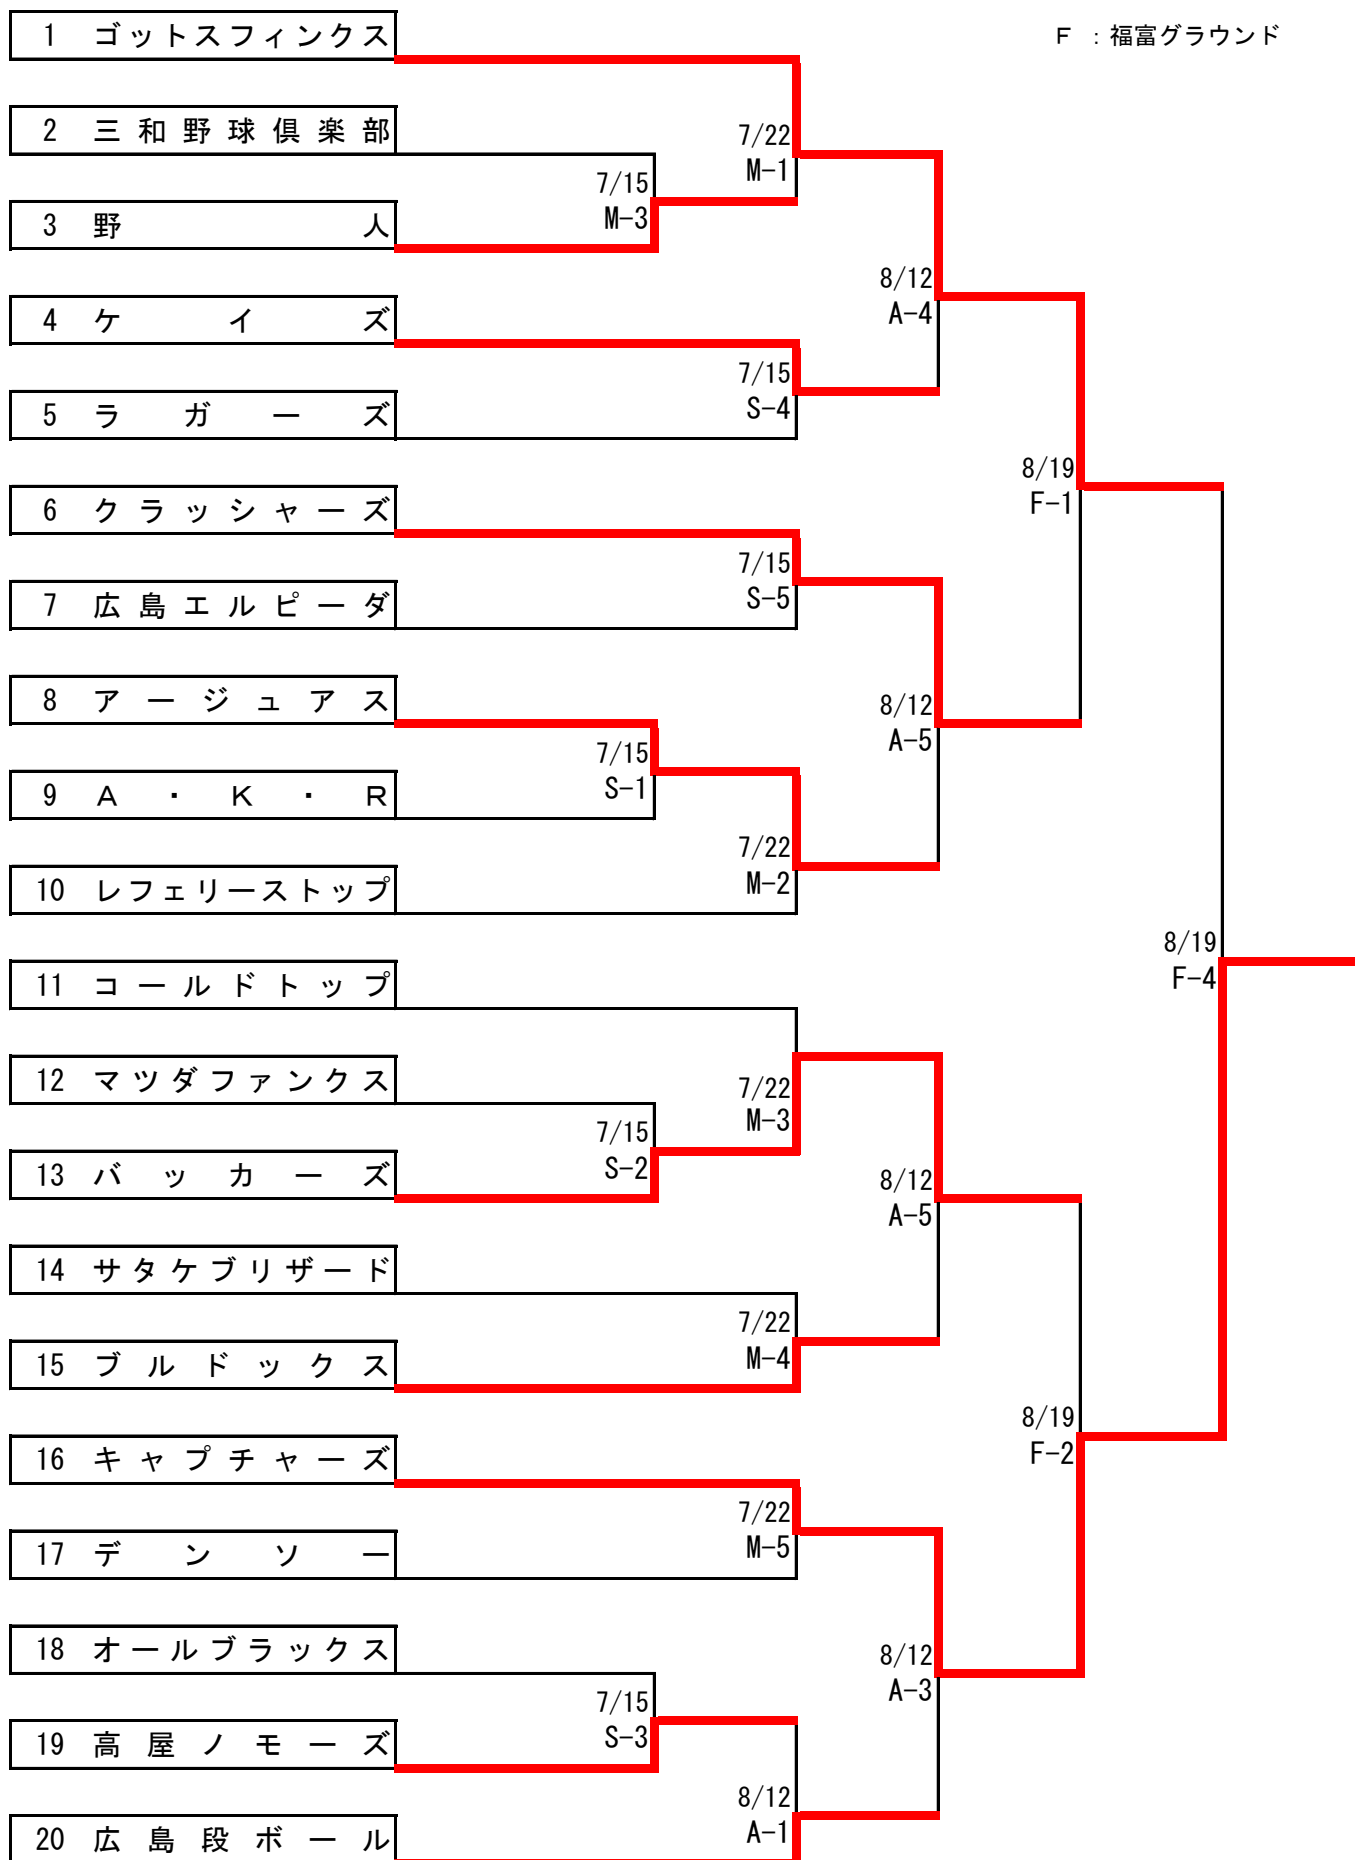 1 ゴットスフィンクス
F ：福富グラウンド
2 三和野球倶楽部
7/22
M-1
7/15
M-3
3 野人
8/12
A-4
4 ケイズ
7/15
S-4
5 ラガーズ
8/19
F-1
6 クラッシャーズ
7/15
S-5
7 広島エルピーダ
8 アージュアス
8/12
A-5
7/15
S-1
9 A・K・R
7/22
M-2
10 レフェリーストップ
8/19
F-4
11 コールドトップ
12 マツダファンクス
7/22
M-3
7/15
S-2
13 バッカーズ
8/12
A-5
14 サタケブリザード
7/22
M-4
15 ブルドックス
8/19
F-2
16 キャプチャーズ
7/22
M-5
17 デンソー
18 オールブラックス
8/12
A-3
7/15
S-3
19 高屋ノモーズ
8/12
A-1
20 広島段ボール